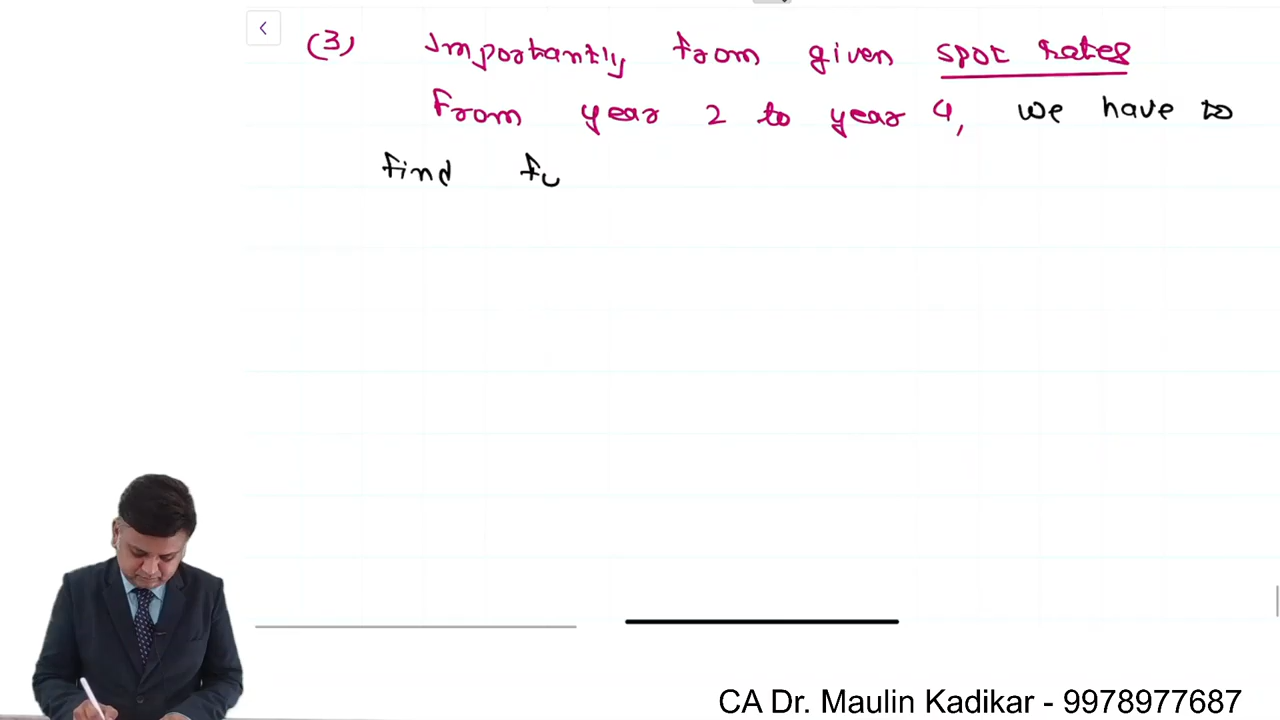 (3) Importantly from given spot rates
From year 2 to year 4, we have to
find fu
CA Dr. Maulin Kadikar - 9978977687